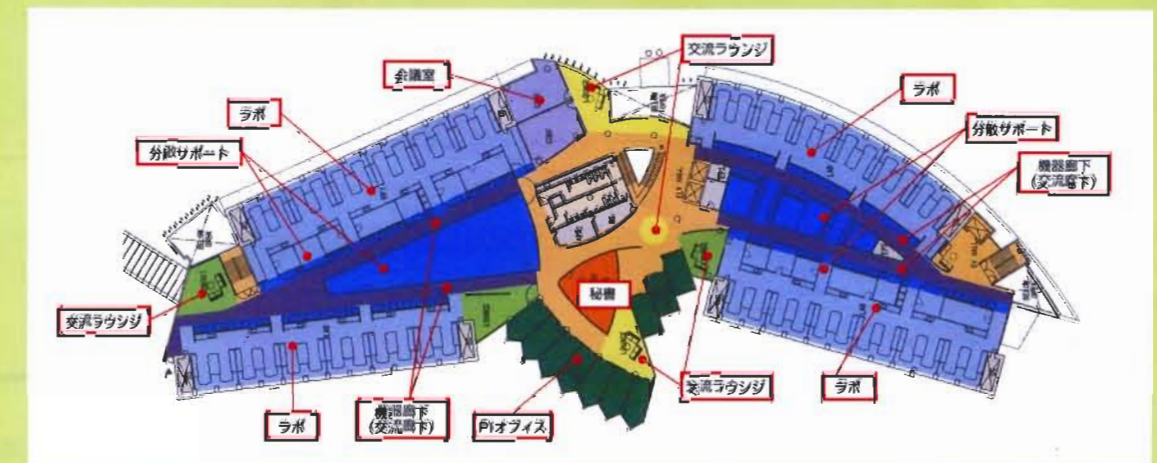 交流ラウンジ
会議室
ラボ
ラボ
分散サポート
分散サポート
機器廊下
(交流廊下)
秘書
交流ラウンジ
交流ラウンジ
ラボ
機器廊下
(交流廊下)
PIオフィス
ラボ